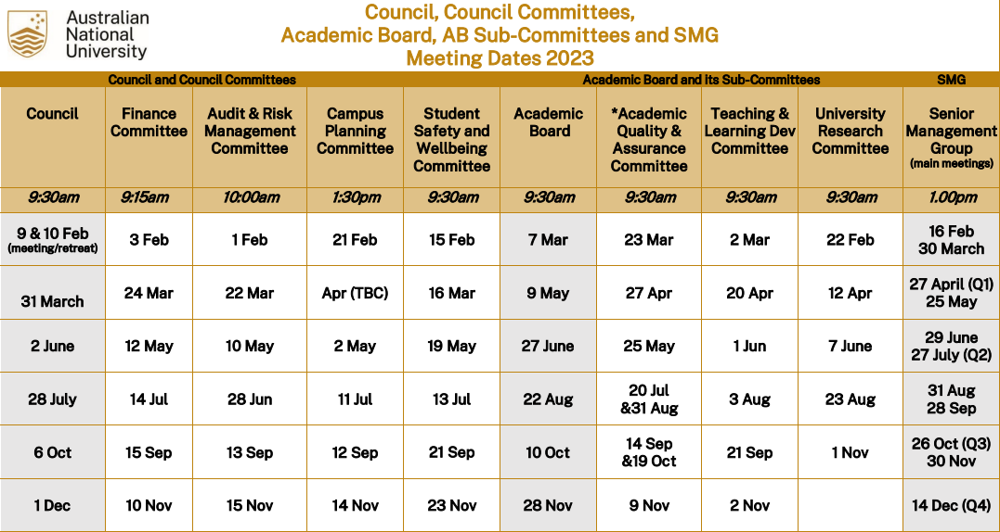 Australian
National
University
Council, Council Committees,
Academic Board, AB Sub-Committees and SMG
Meeting Dates 2023
Council and Council Committees
Academic Board and its Sub-Committees
SMG
Council
Finance
Committee
Audit & Risk
Management
Committee
Campus
Planning
Committee
Student
Safety and
Wellbeing
Committee
Academic
Board
*Academic
Quality &
Assurance
Committee
Teaching &
Learning Dev
Committee
University
Research
Committee
Senior
Management
Group
(main meetings)
9:30am 9:15am 10:00am 1:30pm 9:30am 9:30am 9:30am 9:30am 9:30am 1.00pm
9 & 10 Feb
(meeting/retreat)
3 Feb
1 Feb
21 Feb
15 Feb
7 Mar
23 Mar
2 Mar
22 Feb
16 Feb
30 March
31 March
24 Mar
22 Mar
Apr (TBC)
16 Mar
9 May
27 Apr
20 Apr
12 Apr
27 April (Q1)
25 May
2 June
12 May
10 May
2 May
19 May
27 June
25 May
1 Jun
7 June
29 June
27 July (Q2)
28 July
14 Jul
28 Jun
11 Jul
13 Jul
22 Aug
20 Jul
&31 Aug
3 Aug
23 Aug
31 Aug
28 Sep
6 Oct
15 Sep
13 Sep
12 Sep
21 Sep
10 Oct
14 Sep
&19 Oct
21 Sep
1 Nov
26 Oct (Q3)
30 Nov
1 Dec
10 Nov
15 Nov
14 Nov
23 Nov
28 Nov
9 Nov
2 Nov
14 Dec (Q4)